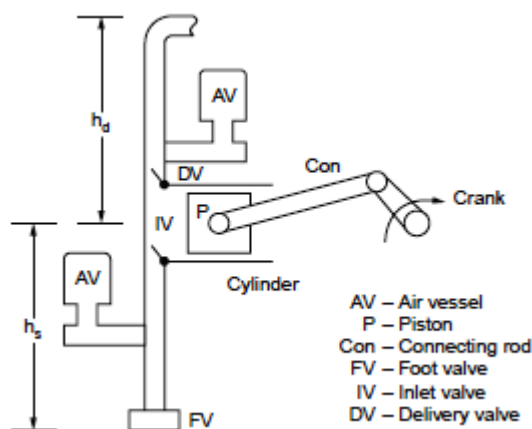 AV
h_d
DV
Con
IV
P
Crank
AV
Cylinder
h_s
FV
AV – Air vessel
P – Piston
Con – Connecting rod
FV – Foot valve
IV – Inlet valve
DV – Delivery valve